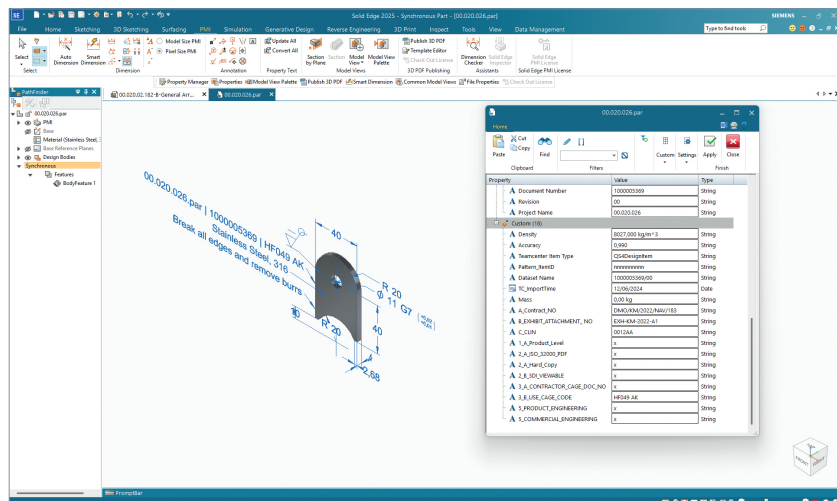 SE
Solid Edge 2025 - Synchronous Part - [00.020.026.par]
SIEMENS
File Home Sketching 3D Sketching Surfacing PMI Simulation Generative Design Reverse Engineering 3D Print Inspect Tools View Data Management
Type to find tools
Select
Auto Dimension
Smart Dimension
Model Size PMI
Pixel Size PMI
Update All
Convert All
Section by Plane
Section
Model View
Model View Palette
Publish 3D PDF
Template Editor
Check Out License
Dimension Checker
Solid Edge Inspector
Solid Edge PMI License
Select Dimension Annotation Property Text Model Views 3D PDF Publishing Assistants Solid Edge PMI License
Property Manager Properties Model View Palette Publish 3D PDF Smart Dimension Common Model Views File Properties Check Out License
PathFinder
00.020.02.182-B-General Arr...
00.020.026.par
00.020.026.par
PMI
Base
Material (Stainless Steel, 3
Base Reference Planes
Design Bodies
Synchronous
Features
BodyFeature 1
00.020.026.par | 1000005369 | HF049 AK
Stainless Steel, 316
Break all edges and remove burrs
40
R 20
Ø 11 G7
10
R 20
40
4
2,68
FRONT
RIGHT
00.020.026.par
Home
Paste
Cut
Copy
Find
Custom
Settings
Apply
Close
Clipboard Filters Finish
Property Value Type
Document Number 1000005369 String
Revision 00 String
Project Name 00.020.026 String
Custom (18)
Density 8027,000 kg/m^3 String
Accuracy 0,990 String
Teamcenter Item Type QS4DesignItem String
Pattern_ItemID nnnnnnnnnn String
Dataset Name 1000005369/00 String
TC_ImportTime 12/06/2024 Date
Mass 0,00 kg String
A_Contract_NO DMO/KM/2022/NAV/183 String
B_EXHIBIT_ATTACHMENT_ NO EXH-KM-2022-A1 String
C_CLIN 0012AA String
1_A_Product_Level x String
2_A_ISO_32000_PDF x String
2_A_Hard_Copy x String
2_B_SDI_VIEWABLE x String
3_A_CONTRACTOR_CAGE_DOC_NO x String
3_B_USE_CAGE_CODE HF049 AK String
5_PRODUCT_ENGINEERING x String
5_COMMERCIAL_ENGINEERING x String
PromptBar